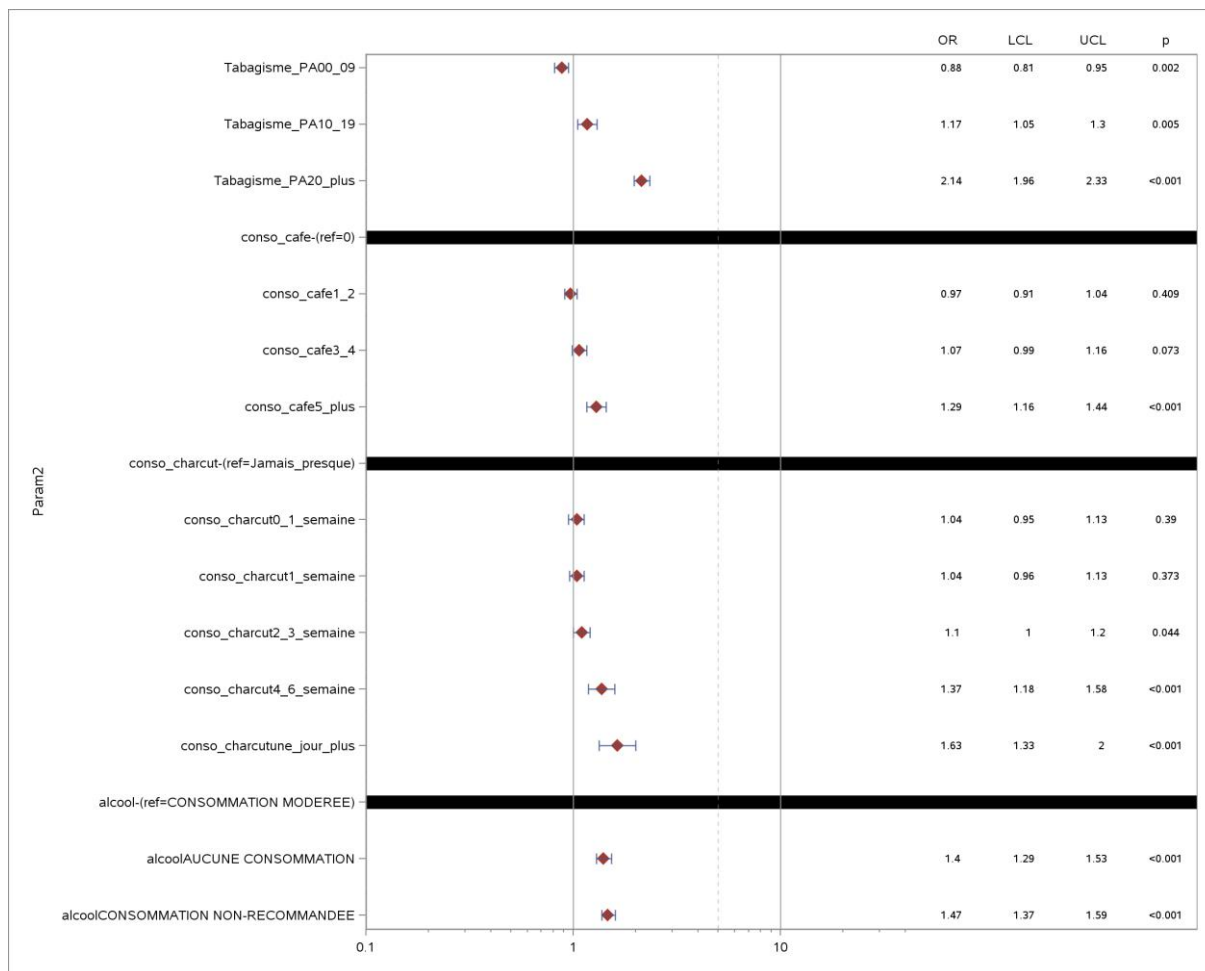 OR LCL UCL p
Tabagisme_PA00_09 0.88 0.81 0.95 0.002
Tabagisme_PA10_19 1.17 1.05 1.3 0.005
Tabagisme_PA20_plus 2.14 1.96 2.33 <0.001
conso_cafe-(ref=0)
conso_cafe1_2 0.97 0.91 1.04 0.409
conso_cafe3_4 1.07 0.99 1.16 0.073
conso_cafe5_plus 1.29 1.16 1.44 <0.001
conso_charcut-(ref=Jamais_presque)
Param2
conso_charcut0_1_semaine 1.04 0.95 1.13 0.39
conso_charcut1_semaine 1.04 0.96 1.13 0.373
conso_charcut2_3_semaine 1.1 1 1.2 0.044
conso_charcut4_6_semaine 1.37 1.18 1.58 <0.001
conso_charcutune_jour_plus 1.63 1.33 2 <0.001
alcool-(ref=CONSOMMATION MODEREE)
alcoolAUCUNE CONSOMMATION 1.4 1.29 1.53 <0.001
alcoolCONSOMMATION NON-RECOMMANDEE 1.47 1.37 1.59 <0.001
0.1 1 10